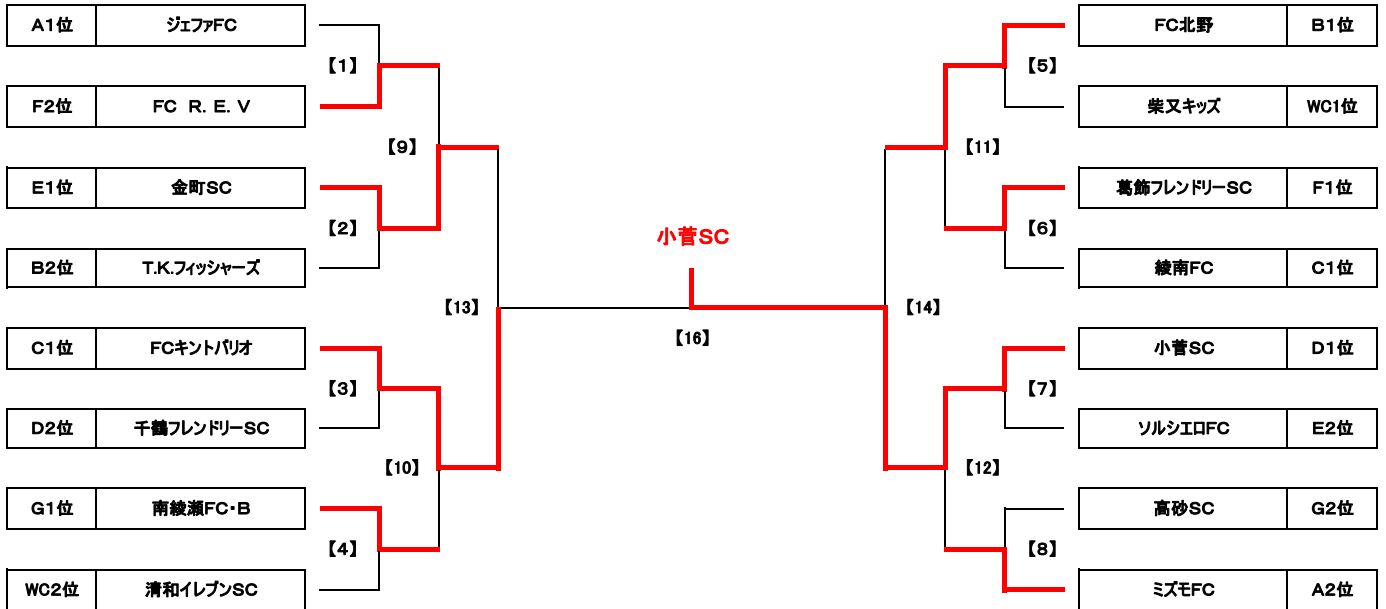 A1位 ジェファFC
【1】
F2位 FC R.E.V
【9】
E1位 金町SC
【2】
B2位 T.K.フィッシャーズ
【13】
C1位 FCキントバリオ
【3】
D2位 千鶴フレンドリーSC
【10】
G1位 南綾瀬FC・B
【4】
WC2位 清和イレブンSC
小菅SC
【16】
FC北野 B1位
【5】
柴又キッズ WC1位
【11】
葛飾フレンドリーSC F1位
【6】
綾南FC C1位
【14】
小菅SC D1位
【7】
ソルシエロFC E2位
【12】
高砂SC G2位
【8】
ミズモFC A2位